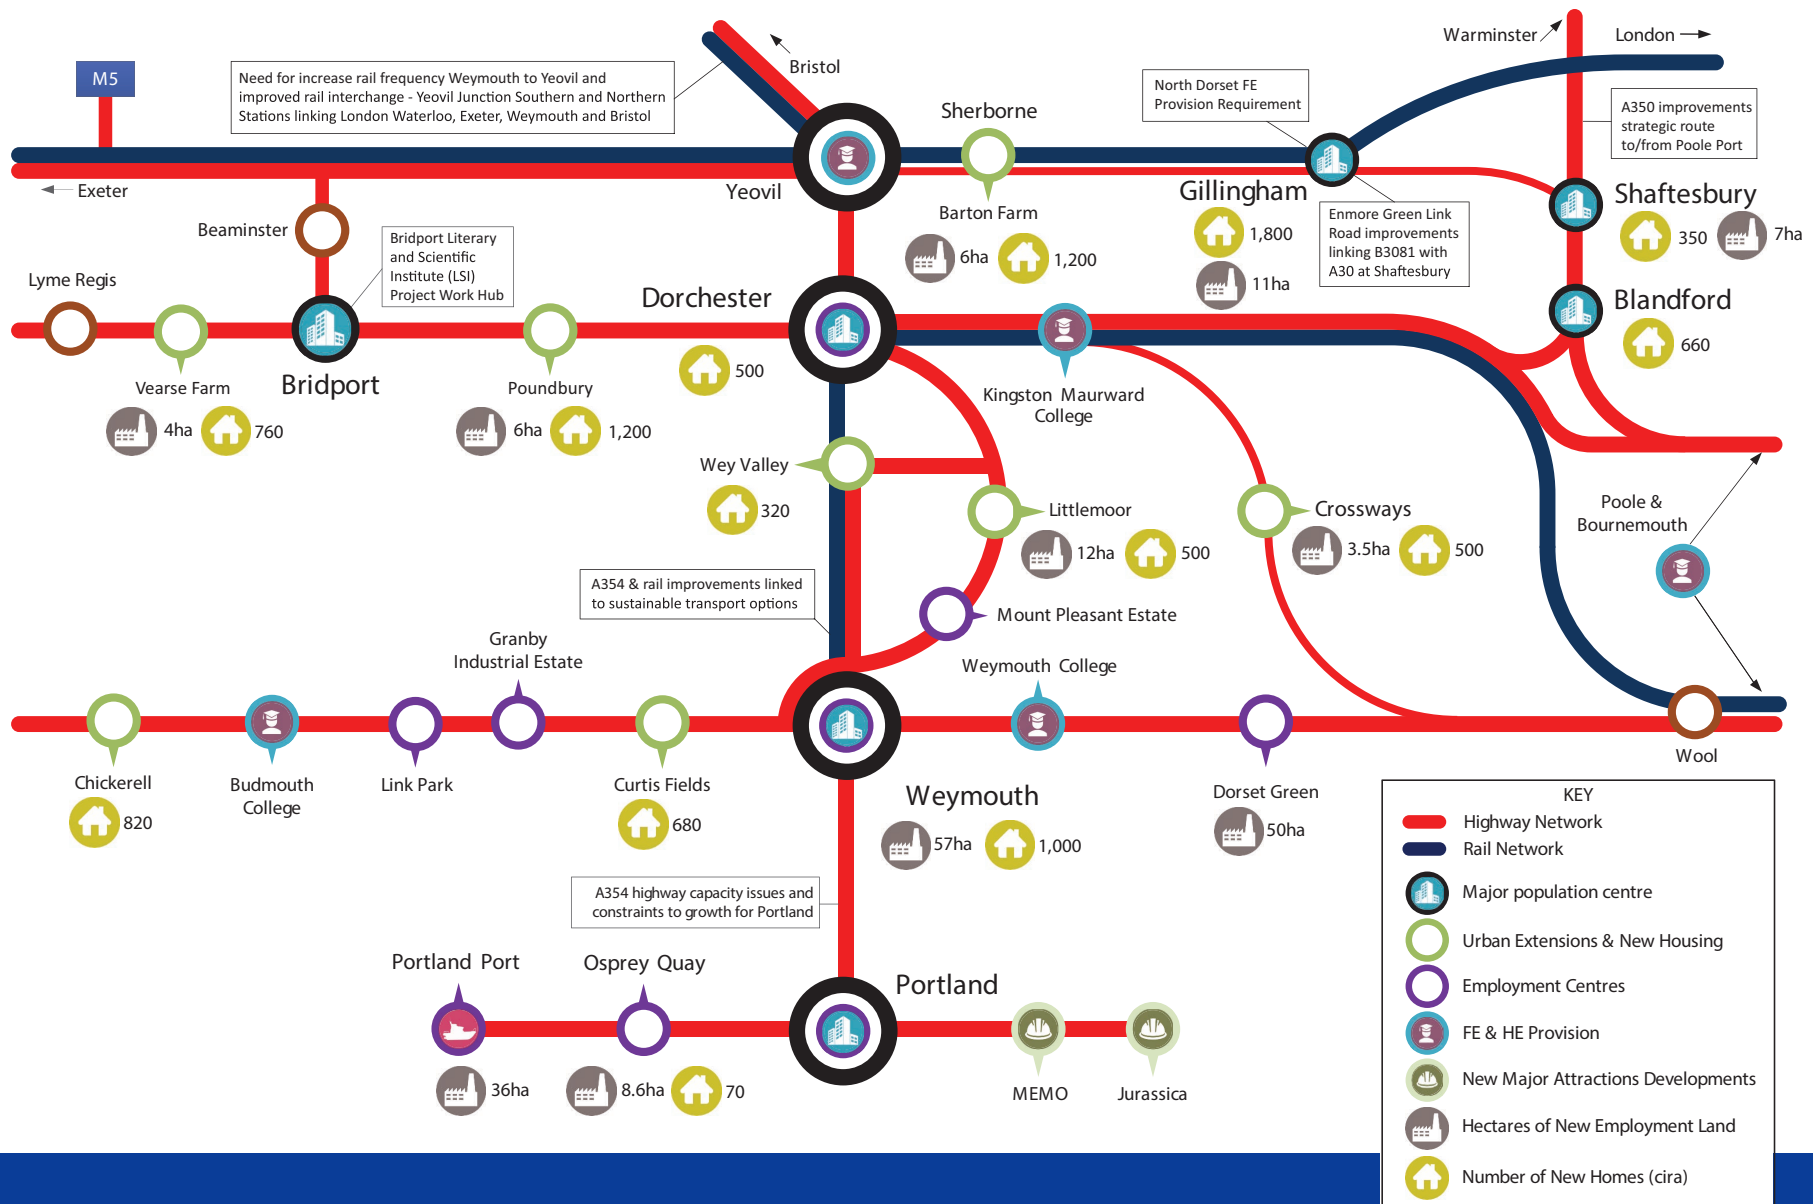 M5
Need for increase rail frequency Weymouth to Yeovil and
improved rail interchange - Yeovil Junction Southern and Northern
Stations linking London Waterloo, Exeter, Weymouth and Bristol
Bristol
Sherborne
North Dorset FE
Provision Requirement
Warminster
London
A350 improvements
strategic route
to/from Poole Port
Exeter
Yeovil
Beaminster
Barton Farm
6ha
1,200
Gillingham
1,800
11ha
Enmore Green Link
Road improvements
linking B3081 with
A30 at Shaftesbury
Shaftesbury
350
7ha
Bridport Literary
and Scientific
Institute (LSI)
Project Work Hub
Lyme Regis
Dorchester
500
Blandford
660
Vearse Farm
4ha
760
Bridport
Poundbury
6ha
1,200
Kingston Maurward
College
Wey Valley
320
Littlemoor
12ha
500
Crossways
3.5ha
500
Poole &
Bournemouth
A354 & rail improvements linked
to sustainable transport options
Mount Pleasant Estate
Granby
Industrial Estate
Weymouth College
Chickerell
820
Budmouth
College
Link Park
Curtis Fields
680
Weymouth
57ha
1,000
Dorset Green
50ha
Wool
A354 highway capacity issues and
constraints to growth for Portland
Portland Port
36ha
Osprey Quay
8.6ha
70
Portland
MEMO
Jurassica
KEY
Highway Network
Rail Network
Major population centre
Urban Extensions & New Housing
Employment Centres
FE & HE Provision
New Major Attractions Developments
Hectares of New Employment Land
Number of New Homes (cira)